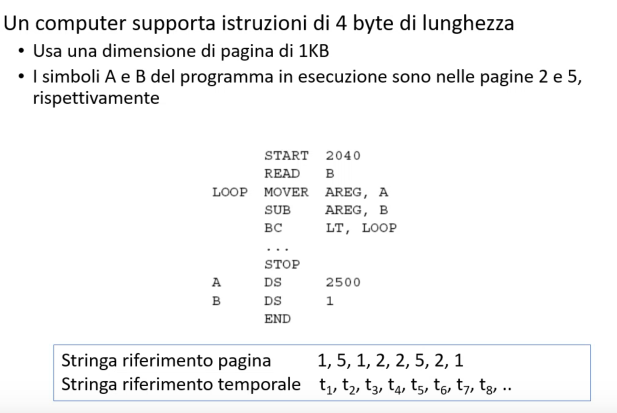 Un computer supporta istruzioni di 4 byte di lunghezza
• Usa una dimensione di pagina di 1KB
• I simboli A e B del programma in esecuzione sono nelle pagine 2 e 5,
rispettivamente
START 2040
READ B
LOOP MOVER AREG, A
SUB AREG, B
BC LT, LOOP
...
STOP
A DS 2500
B DS 1
END
Stringa riferimento pagina 1, 5, 1, 2, 2, 5, 2, 1
Stringa riferimento temporale t₁, t₂, t₃, t₄, t₅, t₆, t₇, t₈, ..